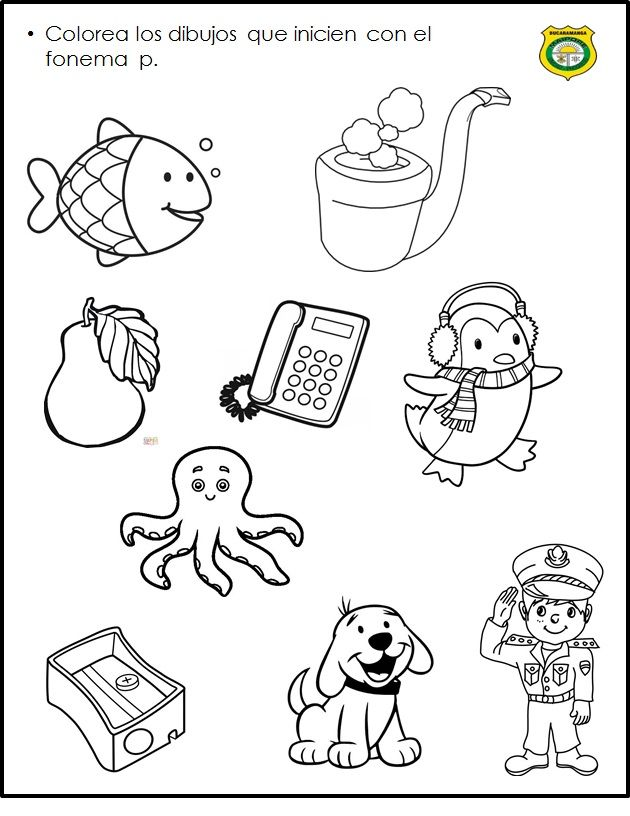 • Colorea los dibujos que inicien con el
fonema p.
BUCARAMANGA